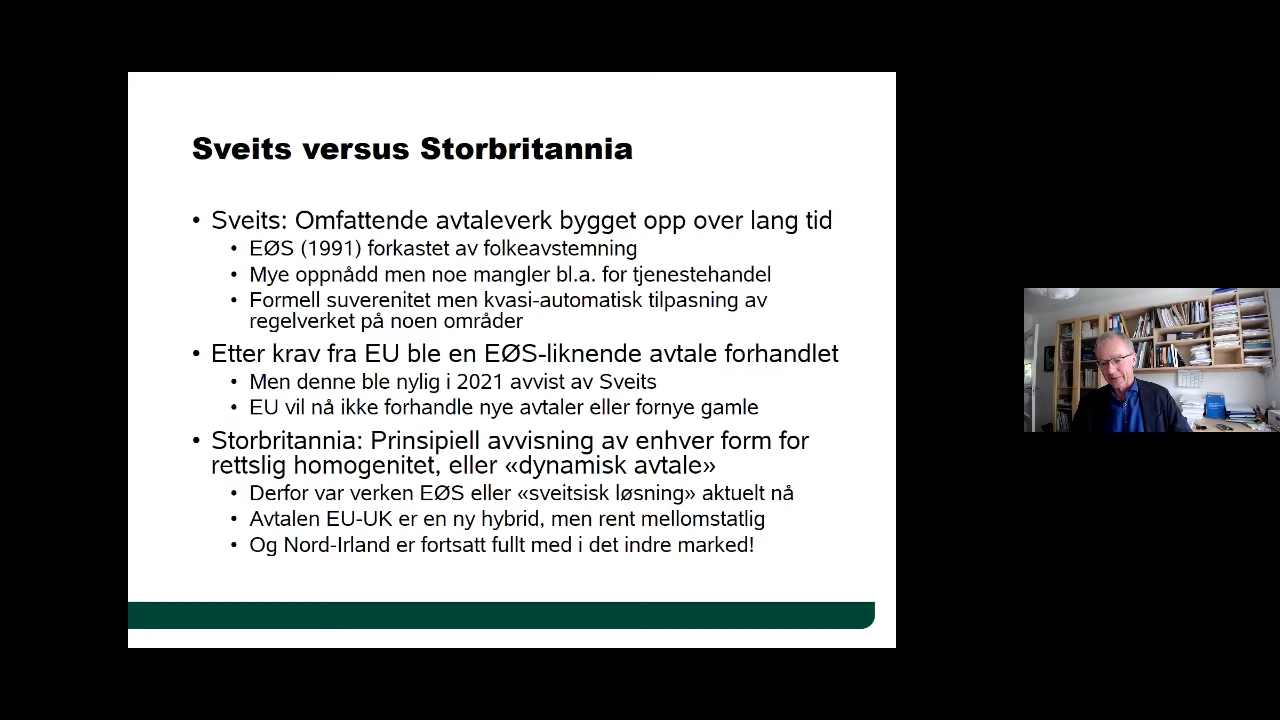 Sveits versus Storbritannia
• Sveits: Omfattende avtaleverk bygget opp over lang tid
• EØS (1991) forkastet av folkeavstemning
• Mye oppnådd men noe mangler bl.a. for tjenestehandel
• Formell suverenitet men kvasi-automatisk tilpasning av
regelverket på noen områder
• Etter krav fra EU ble en EØS-liknende avtale forhandlet
• Men denne ble nylig i 2021 avvist av Sveits
• EU vil nå ikke forhandle nye avtaler eller fornye gamle
• Storbritannia: Prinsipiell avvisning av enhver form for
rettslig homogenitet, eller «dynamisk avtale»
• Derfor var verken EØS eller «sveitsisk løsning» aktuelt nå
• Avtalen EU-UK er en ny hybrid, men rent mellomstatlig
• Og Nord-Irland er fortsatt fullt med i det indre marked!